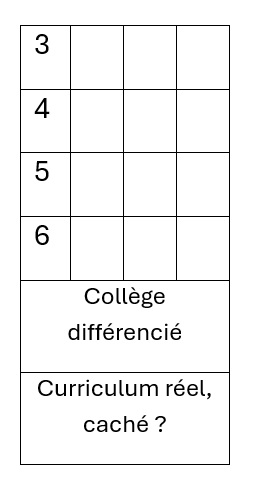 3
4
5
6
Collège
différencié
Curriculum réel,
caché ?